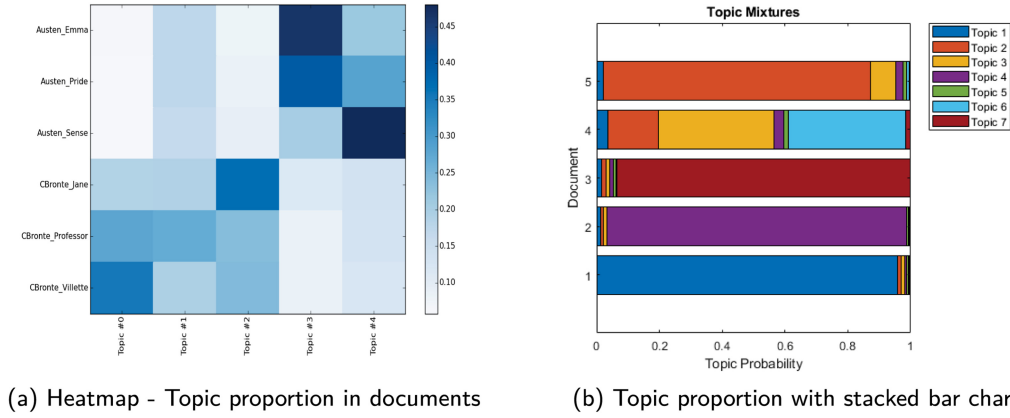 Austen_Emma
Austen_Pride
Austen_Sense
CBronte_Jane
CBronte_Professor
CBronte_Villette
Topic #0
Topic #1
Topic #2
Topic #3
Topic #4
0.45
0.40
0.35
0.30
0.25
0.20
0.15
0.10
(a) Heatmap - Topic proportion in documents
Topic Mixtures
Document
5
4
3
2
1
0 0.2 0.4 0.6 0.8 1
Topic Probability
Topic 1
Topic 2
Topic 3
Topic 4
Topic 5
Topic 6
Topic 7
(b) Topic proportion with stacked bar char